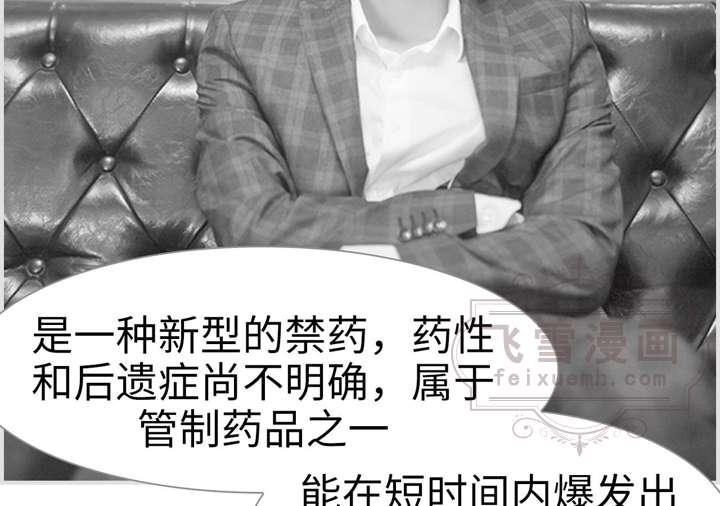 是一种新型的禁药，药性
和后遗症尚不明确，属于
管制药品之一
能在短时间内爆发出
飞雪漫画
feixuemh.com